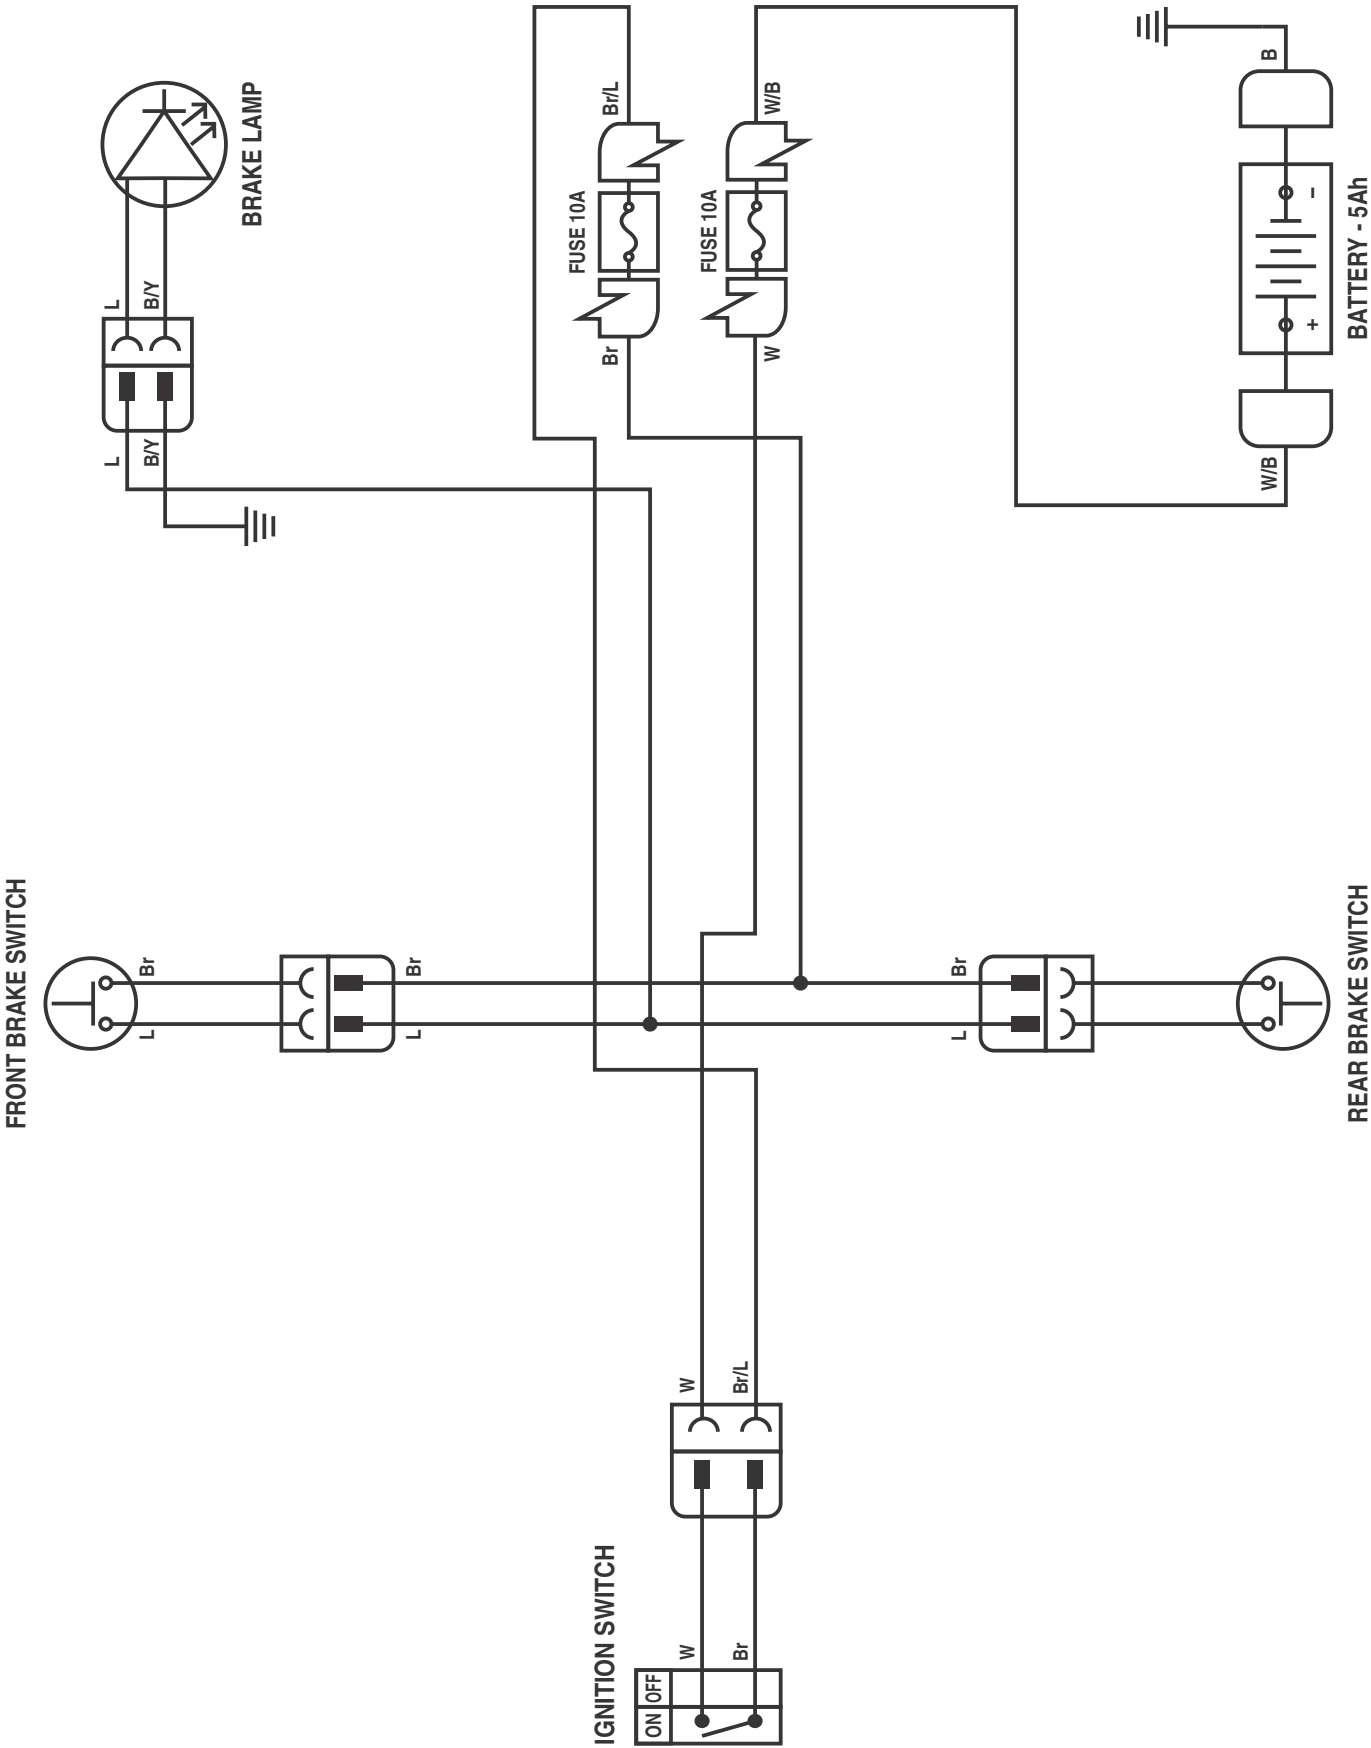 FRONT BRAKE SWITCH
Br
L
Br
L
BRAKE LAMP
L
B/Y
L
B/Y
IGNITION SWITCH
ON
OFF
W
Br
W
Br/L
FUSE 10A
Br
Br/L
FUSE 10A
W
W/B
Br
L
REAR BRAKE SWITCH
W/B
B
+
-
BATTERY - 5Ah